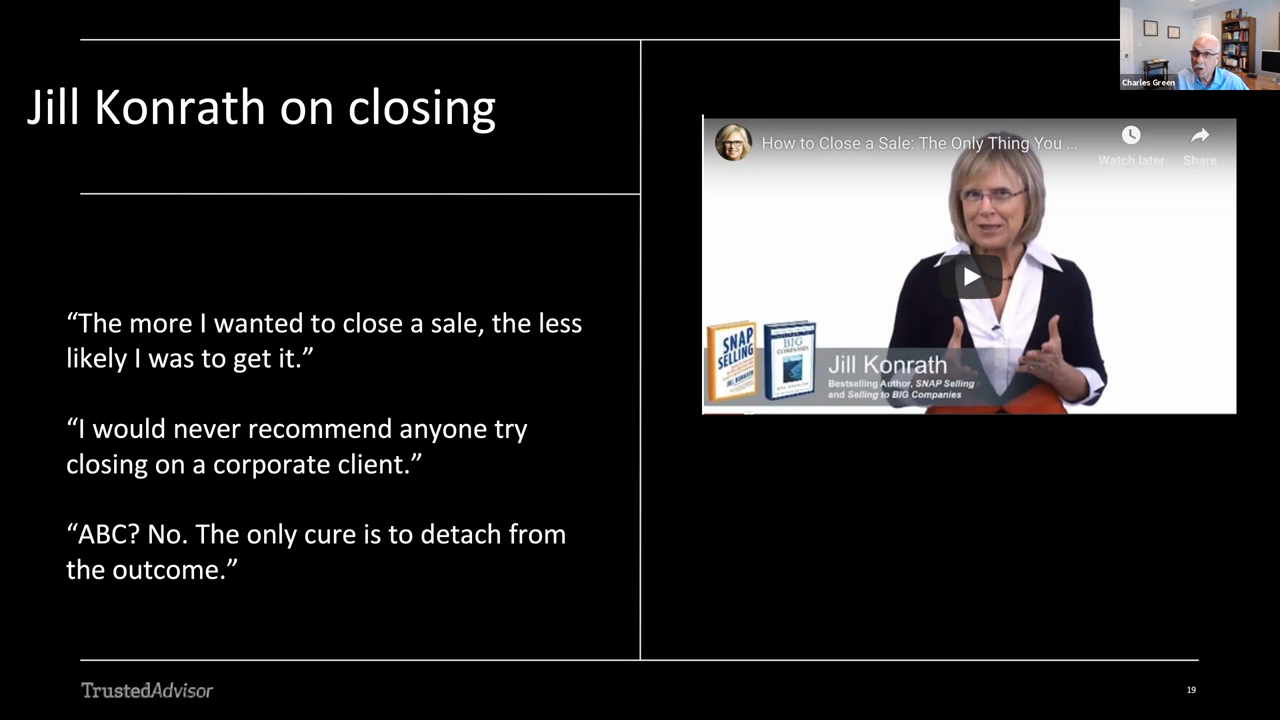 Charles Green
Jill Konrath on closing
How to Close a Sale: The Only Thing You ...
Watch later
Share
“The more I wanted to close a sale, the less
likely I was to get it.”
“I would never recommend anyone try
closing on a corporate client.”
“ABC? No. The only cure is to detach from
the outcome.”
SNAP
SELLING
JILL KONRATH
BIG
COMPANIES
Jill Konrath
Bestselling Author, SNAP Selling
and Selling to BIG Companies
TrustedAdvisor
19